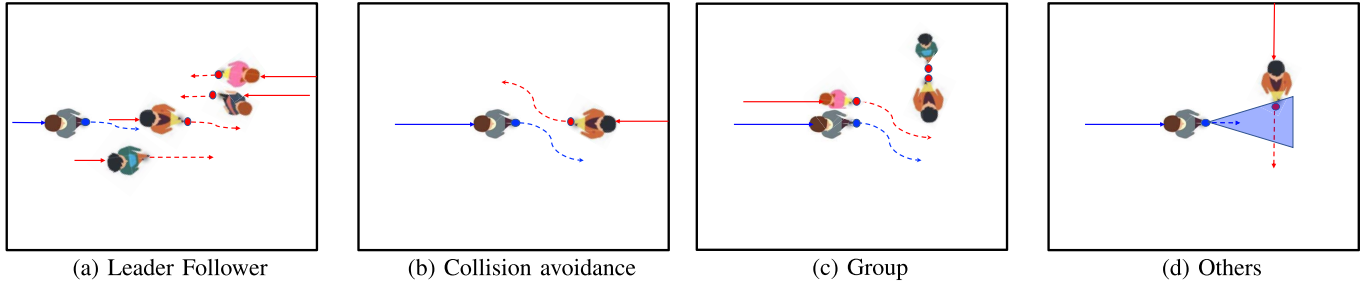 (a) Leader Follower
(b) Collision avoidance
(c) Group
(d) Others